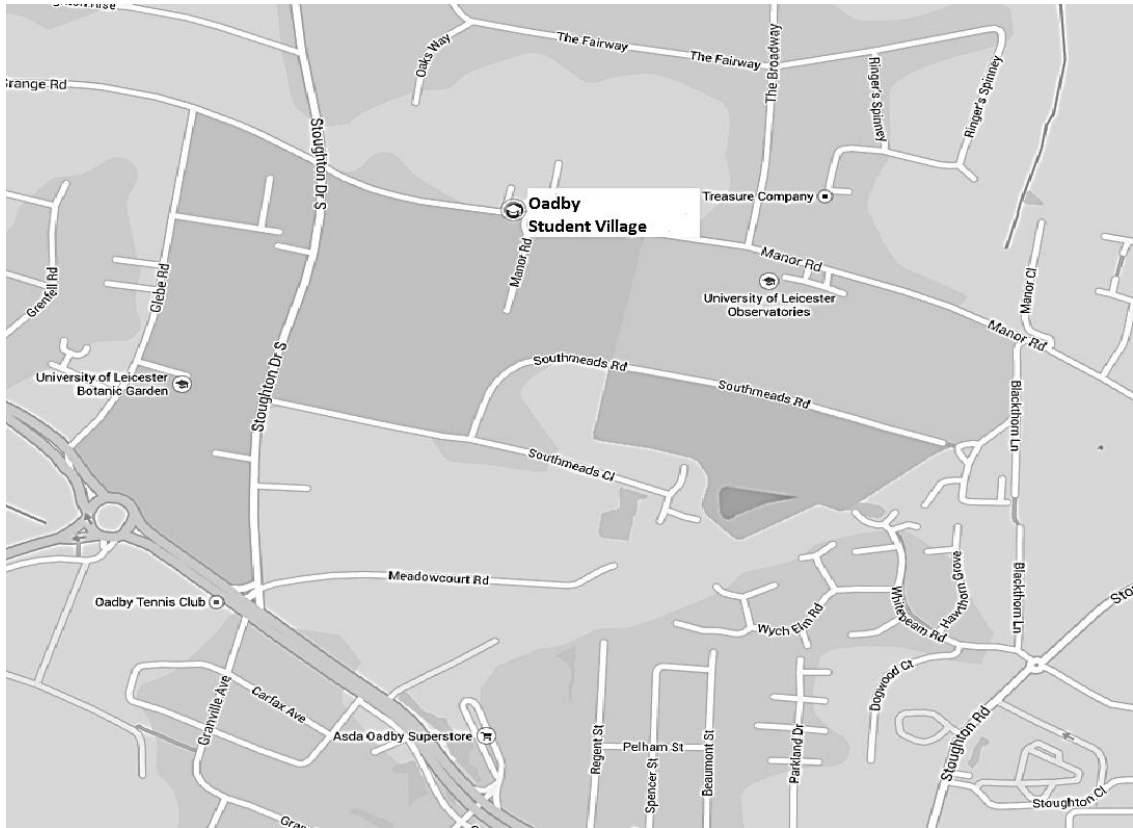 Oaks Way
The Fairway
The Fairway
The Broadway
Ringer's Spinney
Ringer's Spinney
Stoughton Dr S
Oadby
Student Village
Treasure Company
Manor Rd
Manor Rd
University of Leicester
Observatories
Manor Cl
Manor Rd
Grenfell Rd
Glebe Rd
Stoughton Dr S
University of Leicester
Botanic Garden
Southmeads Rd
Southmeads Rd
Blackthorn Ln
Southmeads Cl
Meadowcourt Rd
Oadby Tennis Club
Wych Elm Rd
Whitebeam Rd
Hawthorn Grove
Blackthorn Ln
Dogwood Ct
Granville Ave
Carfax Ave
Asda Oadby Superstore
Regent St
Pelham St
Spencer St
Beaumont St
Parkland Dr
Stoughton Rd
Stoughton Cl